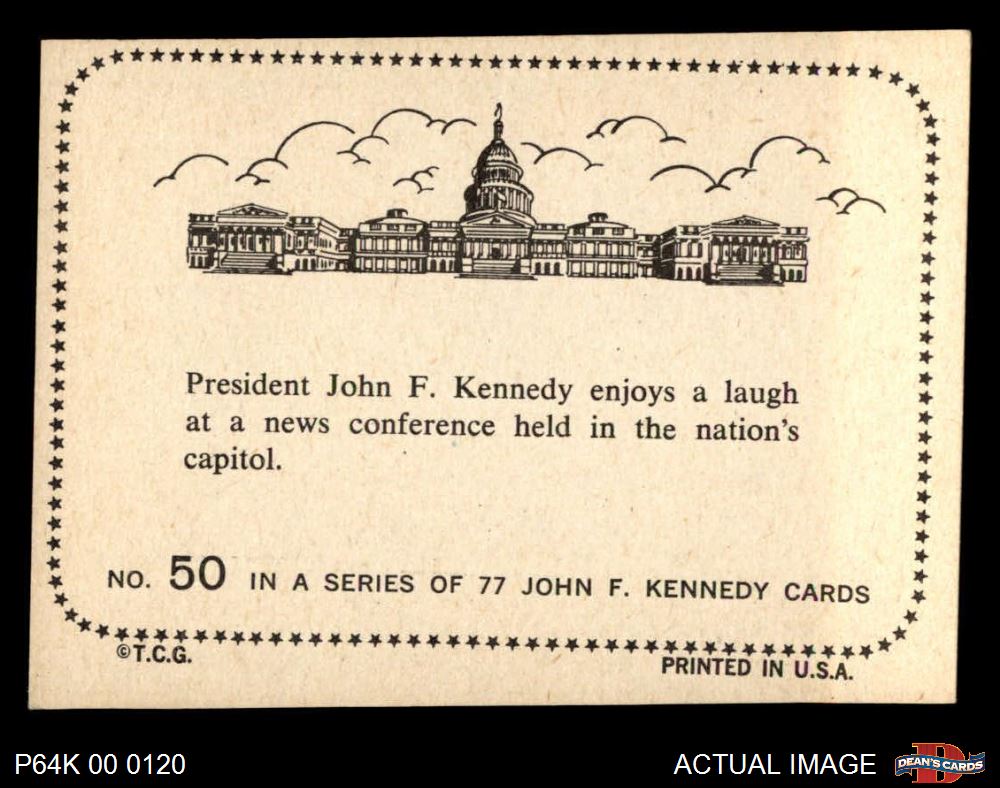 President John F. Kennedy enjoys a laugh
at a news conference held in the nation's
capitol.
NO. 50 IN A SERIES OF 77 JOHN F. KENNEDY CARDS
©T.C.G.
PRINTED IN U.S.A.
P64K 00 0120
ACTUAL IMAGE
DEAN'S CARDS